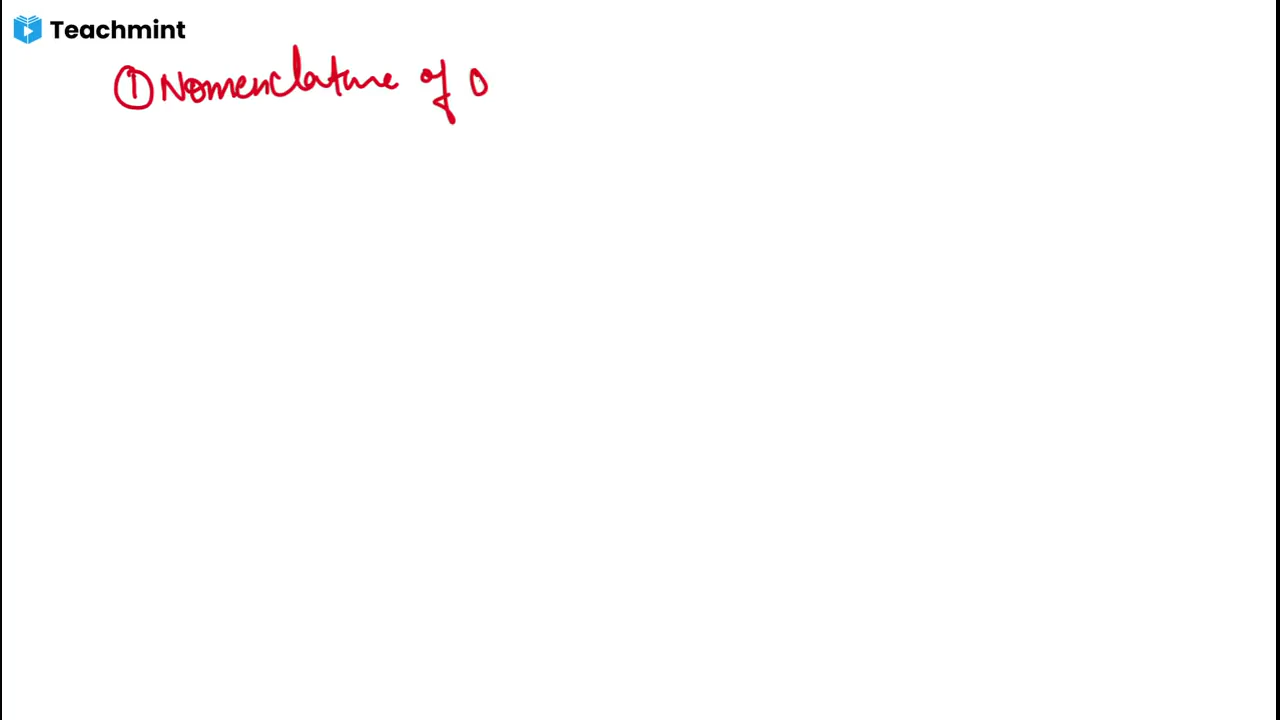 Teachmint
① Nomenclature of O